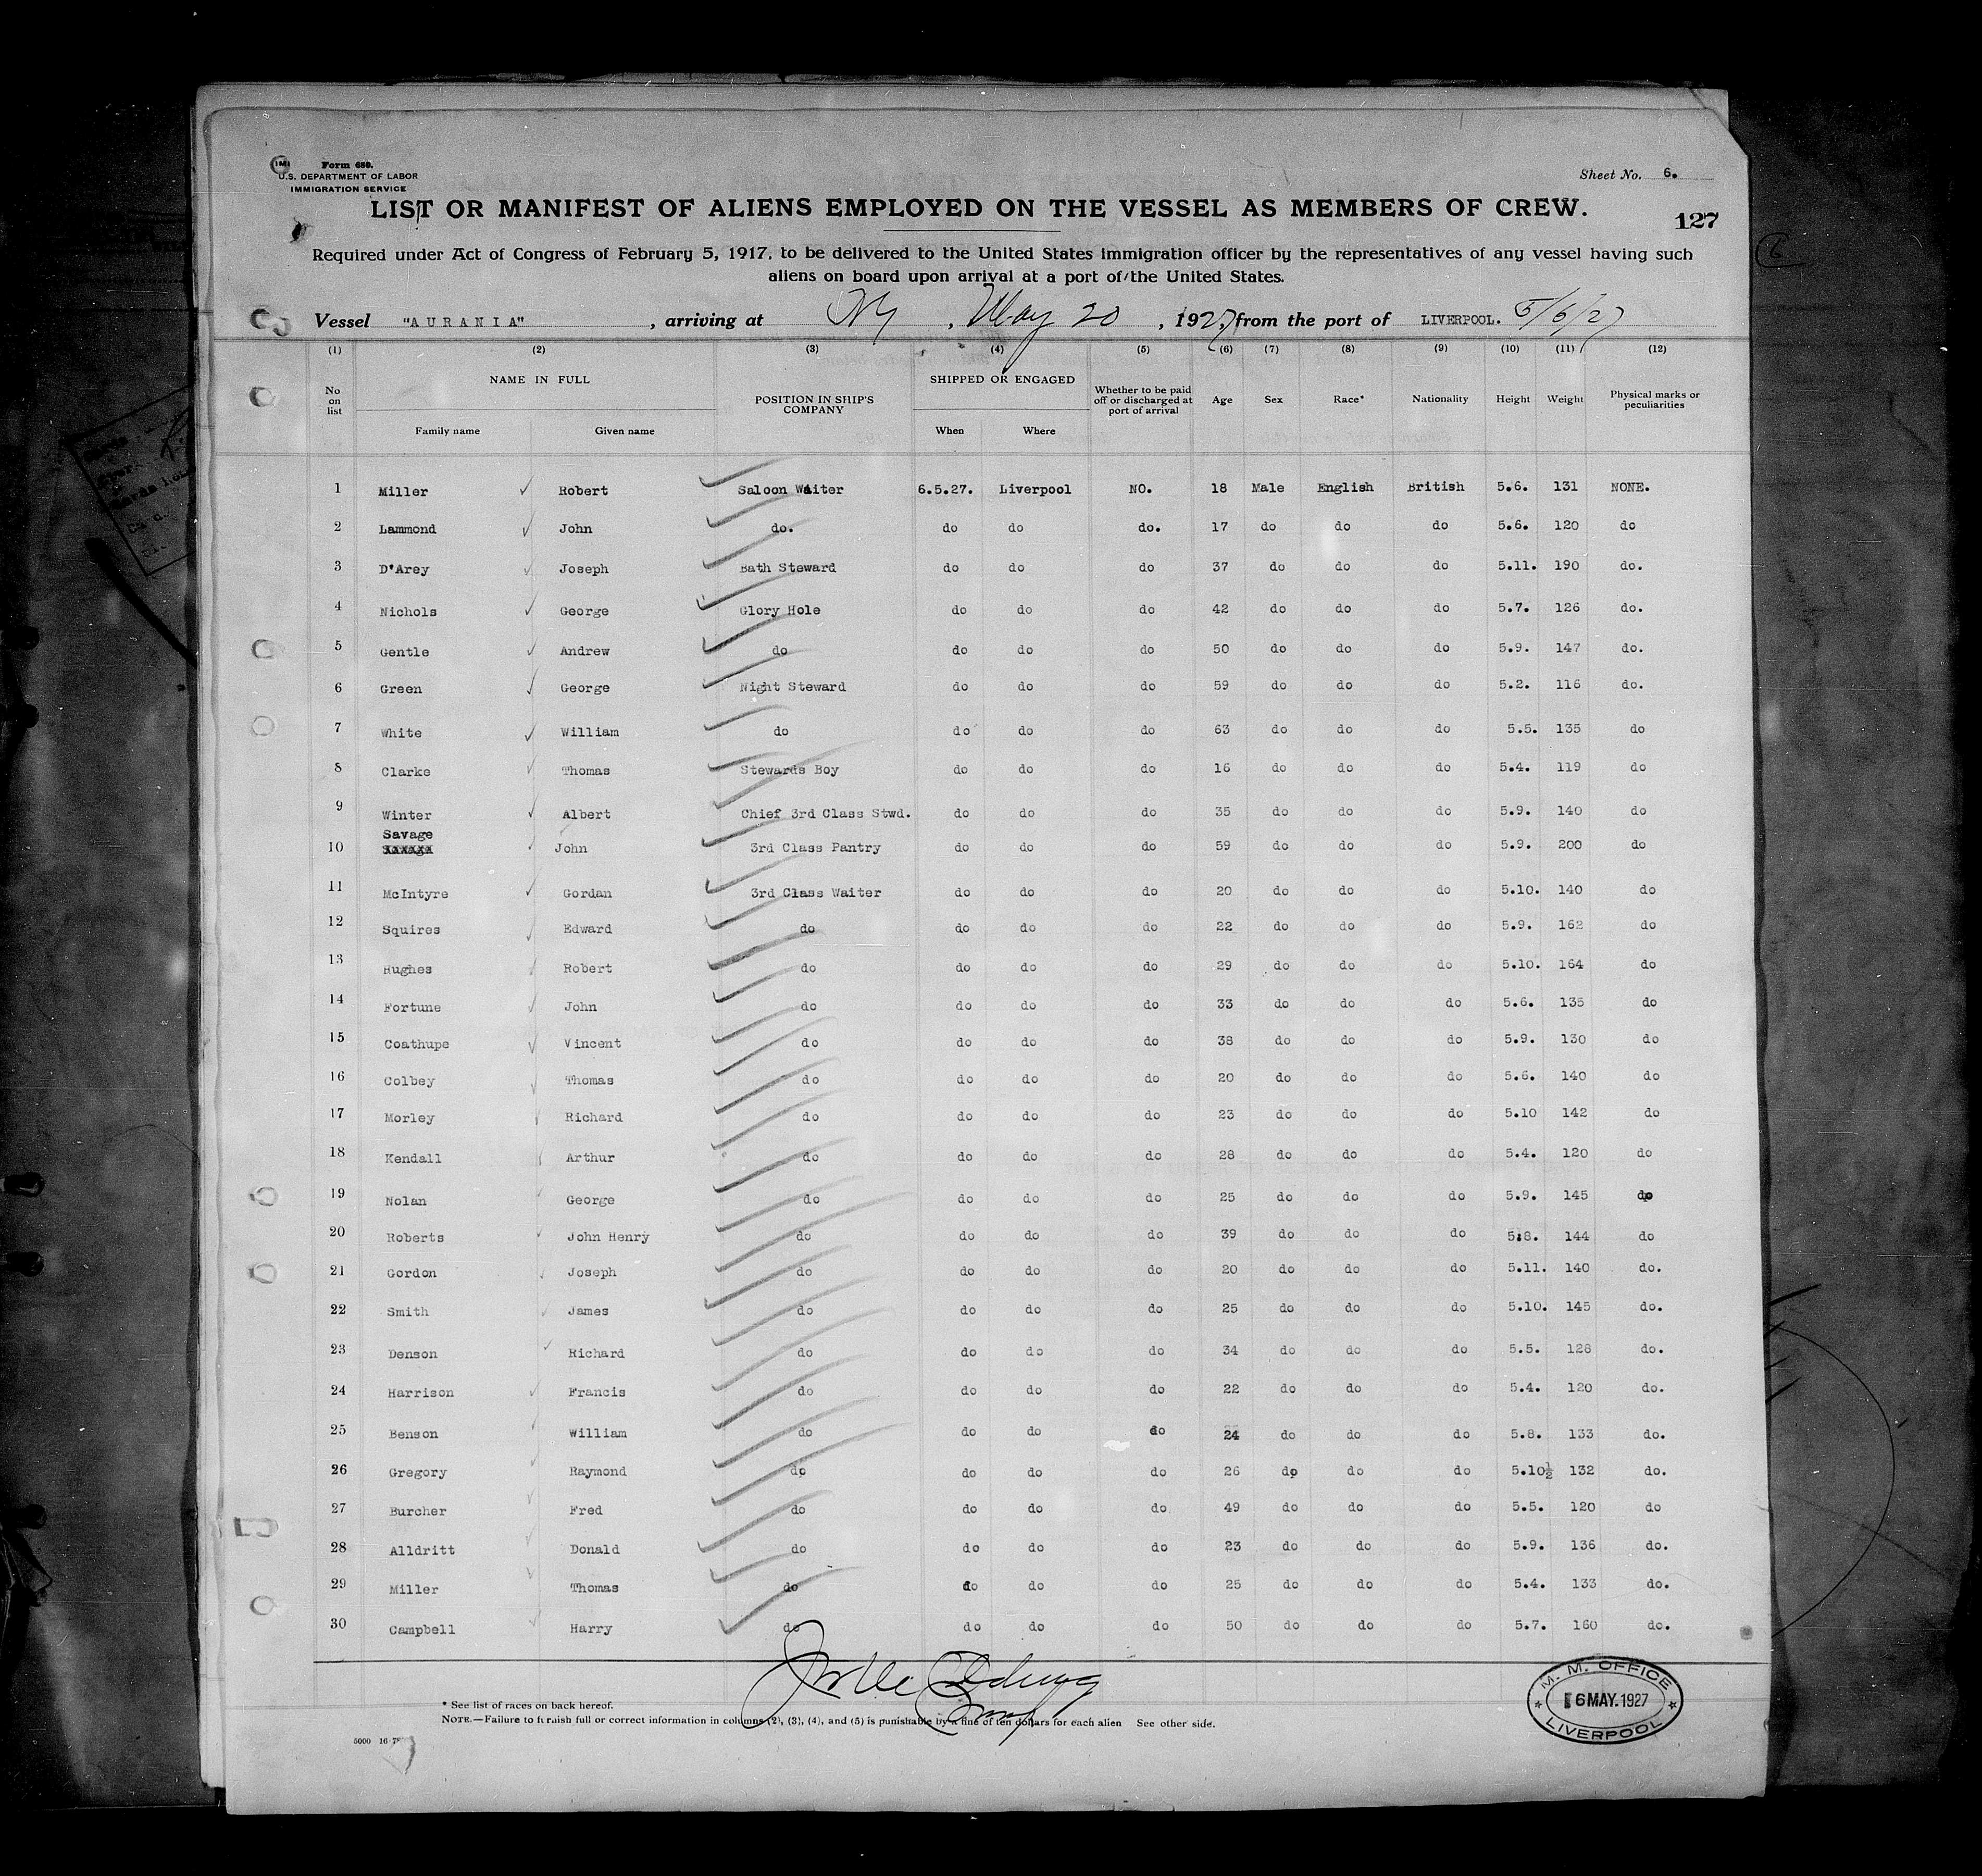 Form 680.
U.S. DEPARTMENT OF LABOR
IMMIGRATION SERVICE
Sheet No. 6.
LIST OR MANIFEST OF ALIENS EMPLOYED ON THE VESSEL AS MEMBERS OF CREW.
127
Required under Act of Congress of February 5, 1917, to be delivered to the United States immigration officer by the representatives of any vessel having such
aliens on board upon arrival at a port of the United States.
Vessel "AURANIA", arriving at NY, May 20, 1927, from the port of LIVERPOOL. 6/5/27
(1) (2) (3) (4) (5) (6) (7) (8) (9) (10) (11) (12)
No on list NAME IN FULL Family name Given name POSITION IN SHIP'S COMPANY SHIPPED OR ENGAGED When Where Whether to be paid off or discharged at port of arrival Age Sex Race* Nationality Height Weight Physical marks or peculiarities
1 Miller Robert Saloon Waiter 6.5.27. Liverpool NO. 18 Male English British 5.6. 131 NONE.
2 Lammond John do. do do do. 17 do do do 5.6. 120 do
3 D'Arey Joseph Bath Steward do do do 37 do do do 5.11. 190 do.
4 Nichols George Glory Hole do do do 42 do do do 5.7. 126 do.
5 Gentle Andrew do do do do 50 do do do 5.9. 147 do.
6 Green George Night Steward do do do 59 do do do 5.2. 116 do.
7 White William do do do do 63 do do do 5.5. 135 do
8 Clarke Thomas Stewards Boy do do do 16 do do do 5.4. 119 do
9 Winter Albert Chief 3rd Class Stwd. do do do 35 do do do 5.9. 140 do
10 Savage John 3rd Class Pantry do do do 59 do do do 5.9. 200 do
11 McIntyre Gordan 3rd Class Waiter do do do 20 do do do 5.10. 140 do
12 Squires Edward do do do do 22 do do do 5.9. 162 do
13 Hughes Robert do do do do 29 do do do 5.10. 164 do
14 Fortune John do do do do 33 do do do 5.6. 135 do
15 Coathupe Vincent do do do do 38 do do do 5.9. 130 do
16 Colbey Thomas do do do do 20 do do do 5.6. 140 do
17 Morley Richard do do do do 23 do do do 5.10 142 do
18 Kendall Arthur do do do do 28 do do do 5.4. 120 do
19 Nolan George do do do do 25 do do do 5.9. 145 do
20 Roberts John Henry do do do do 39 do do do 5:8. 144 do
21 Gordon Joseph do do do do 20 do do do 5.11. 140 do.
22 Smith James do do do do 25 do do do 5.10. 145 do.
23 Denson Richard do do do do 34 do do do 5.5. 128 do.
24 Harrison Francis do do do do 22 do do do 5.4. 120 do.
25 Benson William do do do do 24 do do do 5.8. 133 do.
26 Gregory Raymond do do do do 26 do do do 5.10½ 132 do.
27 Burcher Fred do do do do 49 do do do 5.5. 120 do
28 Alldritt Donald do do do do 23 do do do 5.9. 136 do.
29 Miller Thomas do do do do 25 do do do 5.4. 133 do.
30 Campbell Harry do do do do 50 do do do 5.7. 160 do.
* See list of races on back hereof.
NOTE.—Failure to furnish full or correct information in columns (2), (3), (4), and (5) is punishable by a fine of ten dollars for each alien See other side.
M. M. OFFICE
6 MAY. 1927
LIVERPOOL